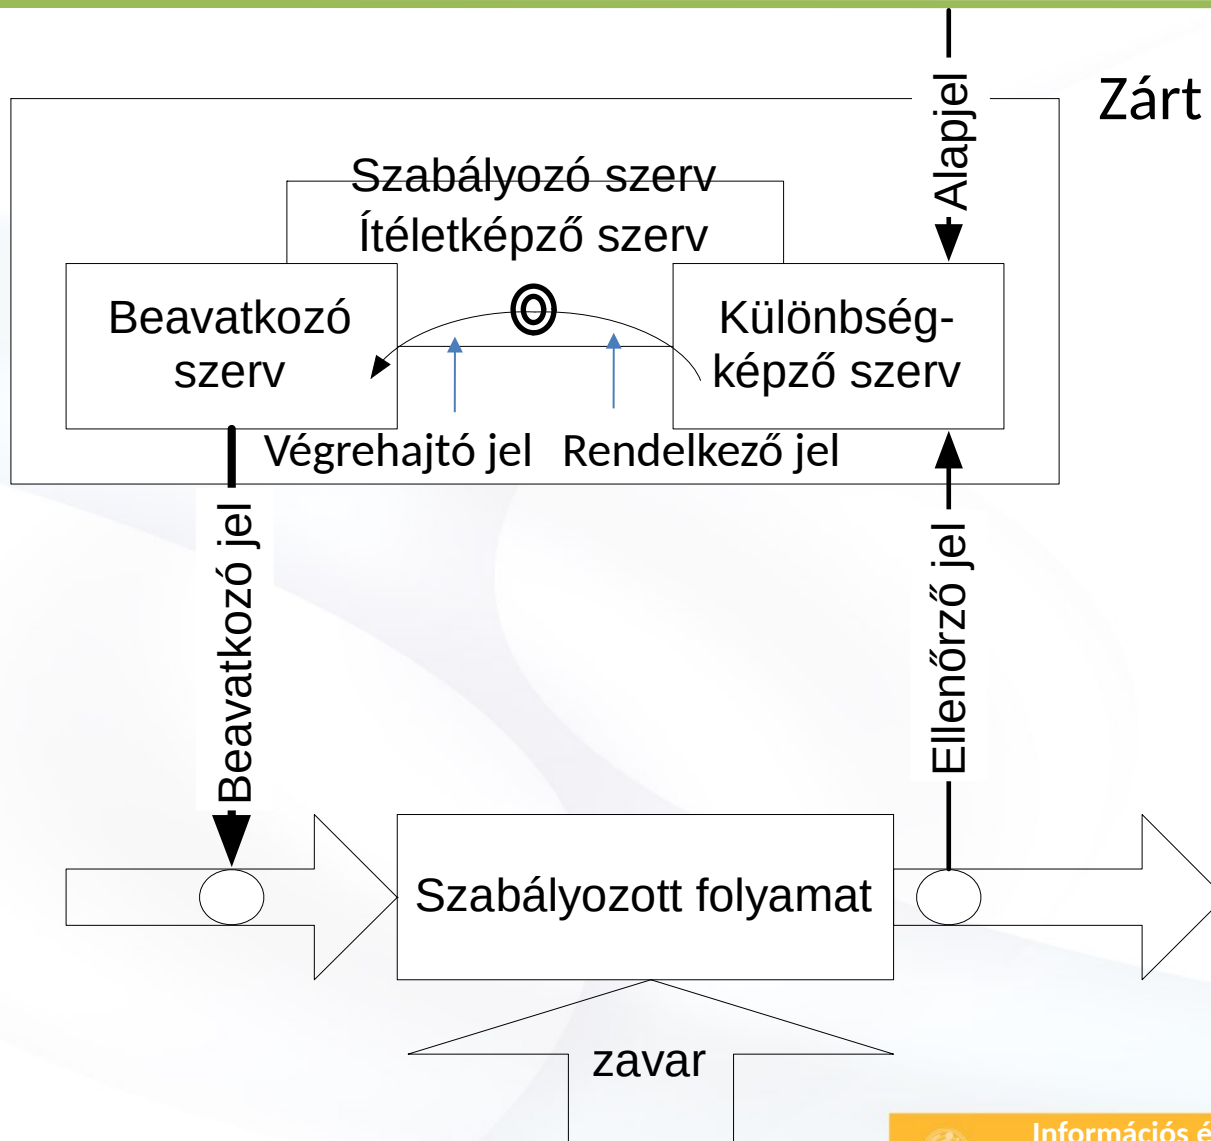 Zárt
Alapjel
Szabályozó szerv
Ítéletképző szerv
Beavatkozó
szerv
Különbség-
képző szerv
Végrehajtó jel
Rendelkező jel
Beavatkozó jel
Ellenőrző jel
Szabályozott folyamat
zavar
Információs é